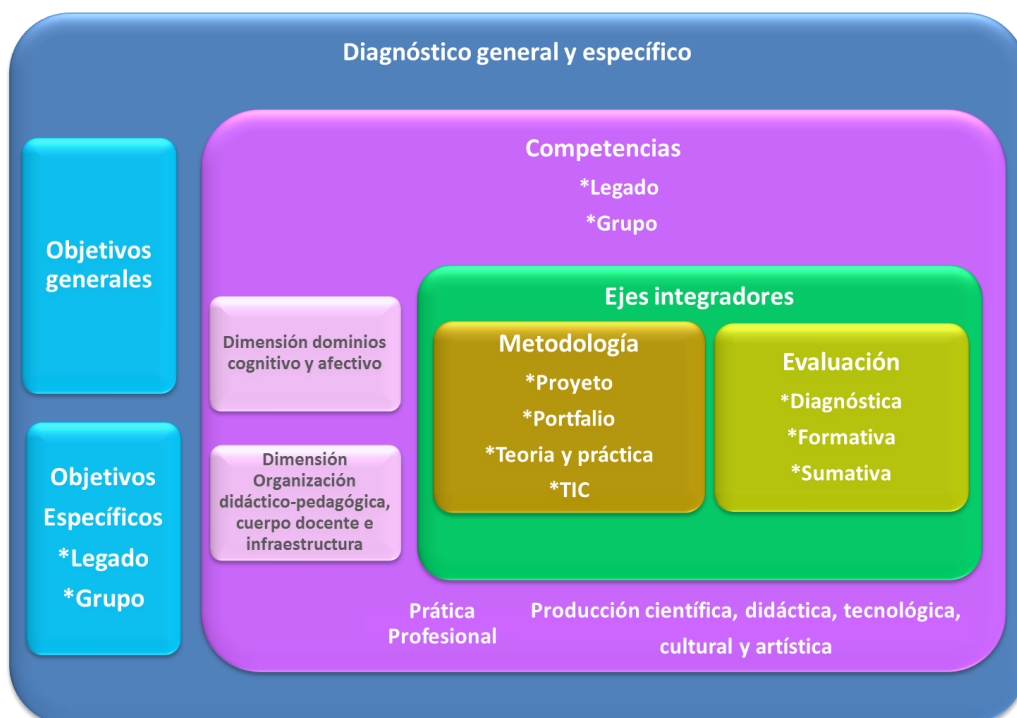 Diagnóstico general y específico
Objetivos
generales
Objetivos
Específicos
*Legado
*Grupo
Competencias
*Legado
*Grupo
Dimensión dominios
cognitivo y afectivo
Dimensión
Organización
didáctico-pedagógica,
cuerpo docente e
infraestructura
Ejes integradores
Metodología
*Proyeto
*Portfalio
*Teoria y práctica
*TIC
Evaluación
*Diagnóstica
*Formativa
*Sumativa
Prática
Profesional
Producción científica, didáctica, tecnológica,
cultural y artística